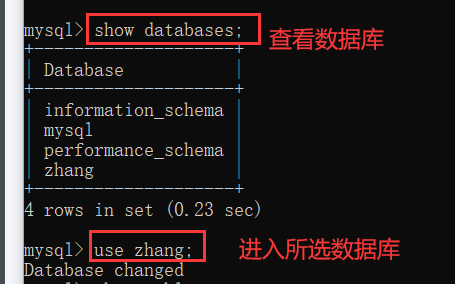 mysql> show databases; 查看数据库
+--------------------+
| Database           |
+--------------------+
| information_schema |
| mysql              |
| performance_schema |
| zhang              |
+--------------------+
4 rows in set (0.23 sec)
mysql> use zhang; 进入所选数据库
Database changed